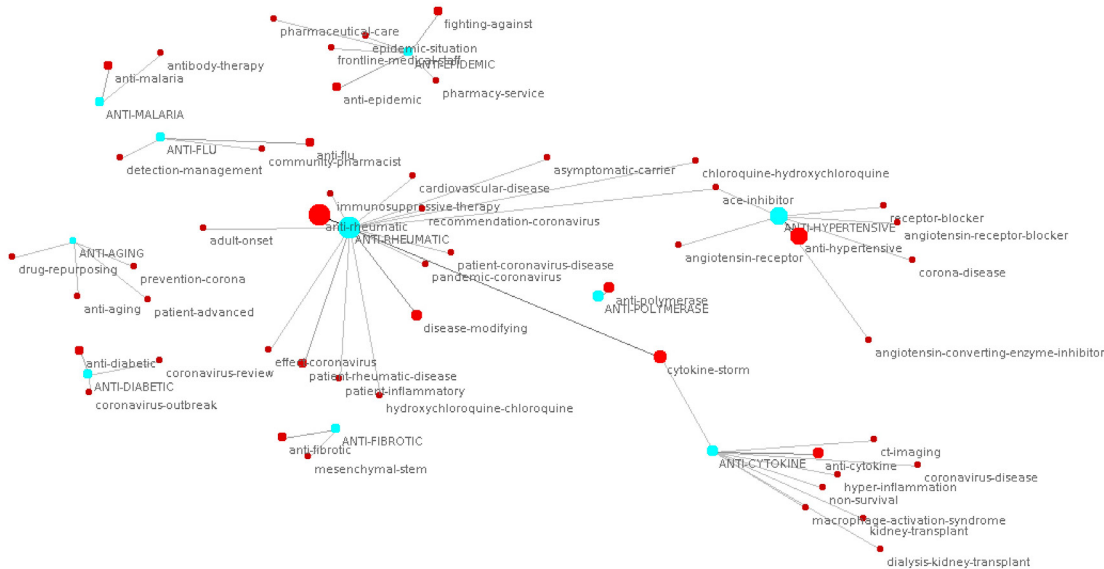 fighting-against
pharmaceutical-care
epidemic-situation
frontline-medical-staff
ANTI-EPIDEMIC
antibody-therapy
anti-malaria
pharmacy-service
anti-epidemic
ANTI-MALARIA
ANTI-FLU
anti-flu
community-pharmacist
detection-management
asymptomatic-carrier
chloroquine-hydroxychloroquine
cardiovascular-disease
ace-inhibitor
immunosuppressive-therapy
recommendation-coronavirus
receptor-blocker
anti-rheumatic
ANTI-RHEUMATIC
adult-onset
ANTI-HYPERTENSIVE
angiotensin-receptor-blocker
anti-hypertensive
ANTI-AGING
angiotensin-receptor
drug-repurposing
patient-coronavirus-disease
pandemic-coronavirus
corona-disease
prevention-corona
anti-aging
patient-advanced
anti-polymerase
ANTI-POLYMERASE
disease-modifying
angiotensin-converting-enzyme-inhibitor
anti-diabetic
effect-coronavirus
coronavirus-review
patient-rheumatic-disease
cytokine-storm
ANTI-DIABETIC
patient-inflammatory
coronavirus-outbreak
hydroxychloroquine-chloroquine
ANTI-FIBROTIC
anti-fibrotic
mesenchymal-stem
ct-imaging
ANTI-CYTOKINE
anti-cytokine
coronavirus-disease
hyper-inflammation
non-survival
macrophage-activation-syndrome
kidney-transplant
dialysis-kidney-transplant